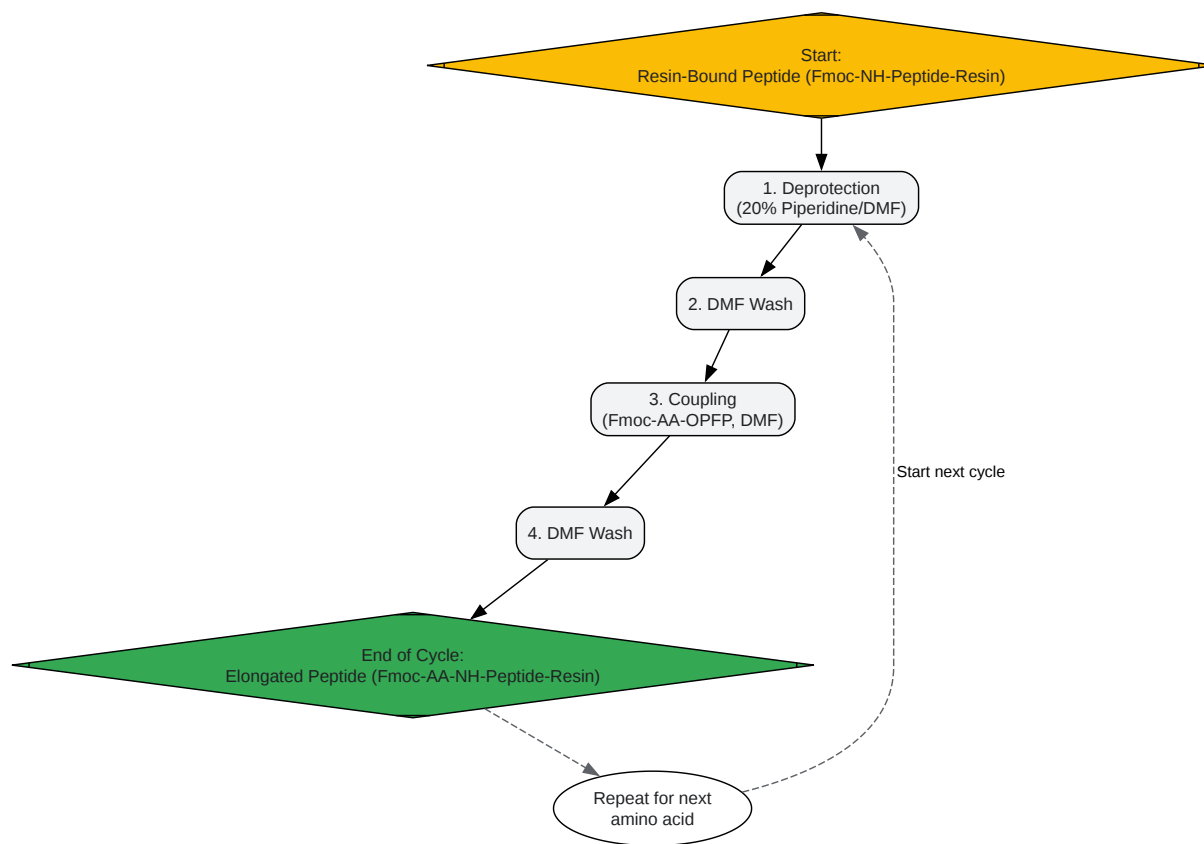 Start:
Resin-Bound Peptide (Fmoc-NH-Peptide-Resin)
1. Deprotection
(20% Piperidine/DMF)
2. DMF Wash
3. Coupling
(Fmoc-AA-OPFP, DMF)
Start next cycle
4. DMF Wash
End of Cycle:
Elongated Peptide (Fmoc-AA-NH-Peptide-Resin)
Repeat for next
amino acid